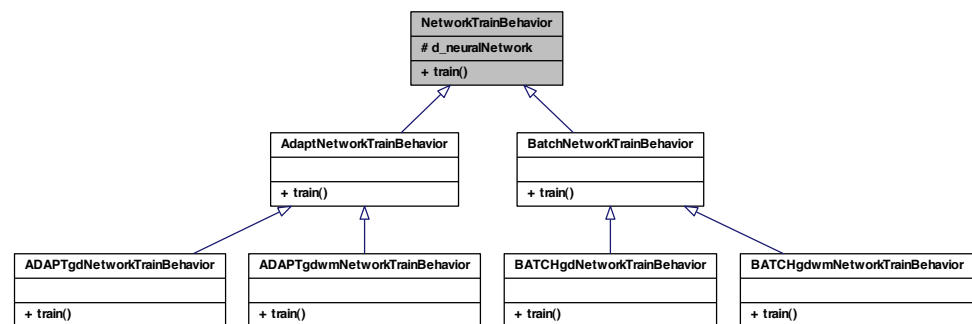 NetworkTrainBehavior
# d_neuralNetwork
+ train()
AdaptNetworkTrainBehavior
+ train()
BatchNetworkTrainBehavior
+ train()
ADAPTgdNetworkTrainBehavior
+ train()
ADAPTgdwmNetworkTrainBehavior
+ train()
BATCHgdNetworkTrainBehavior
+ train()
BATCHgdwmNetworkTrainBehavior
+ train()